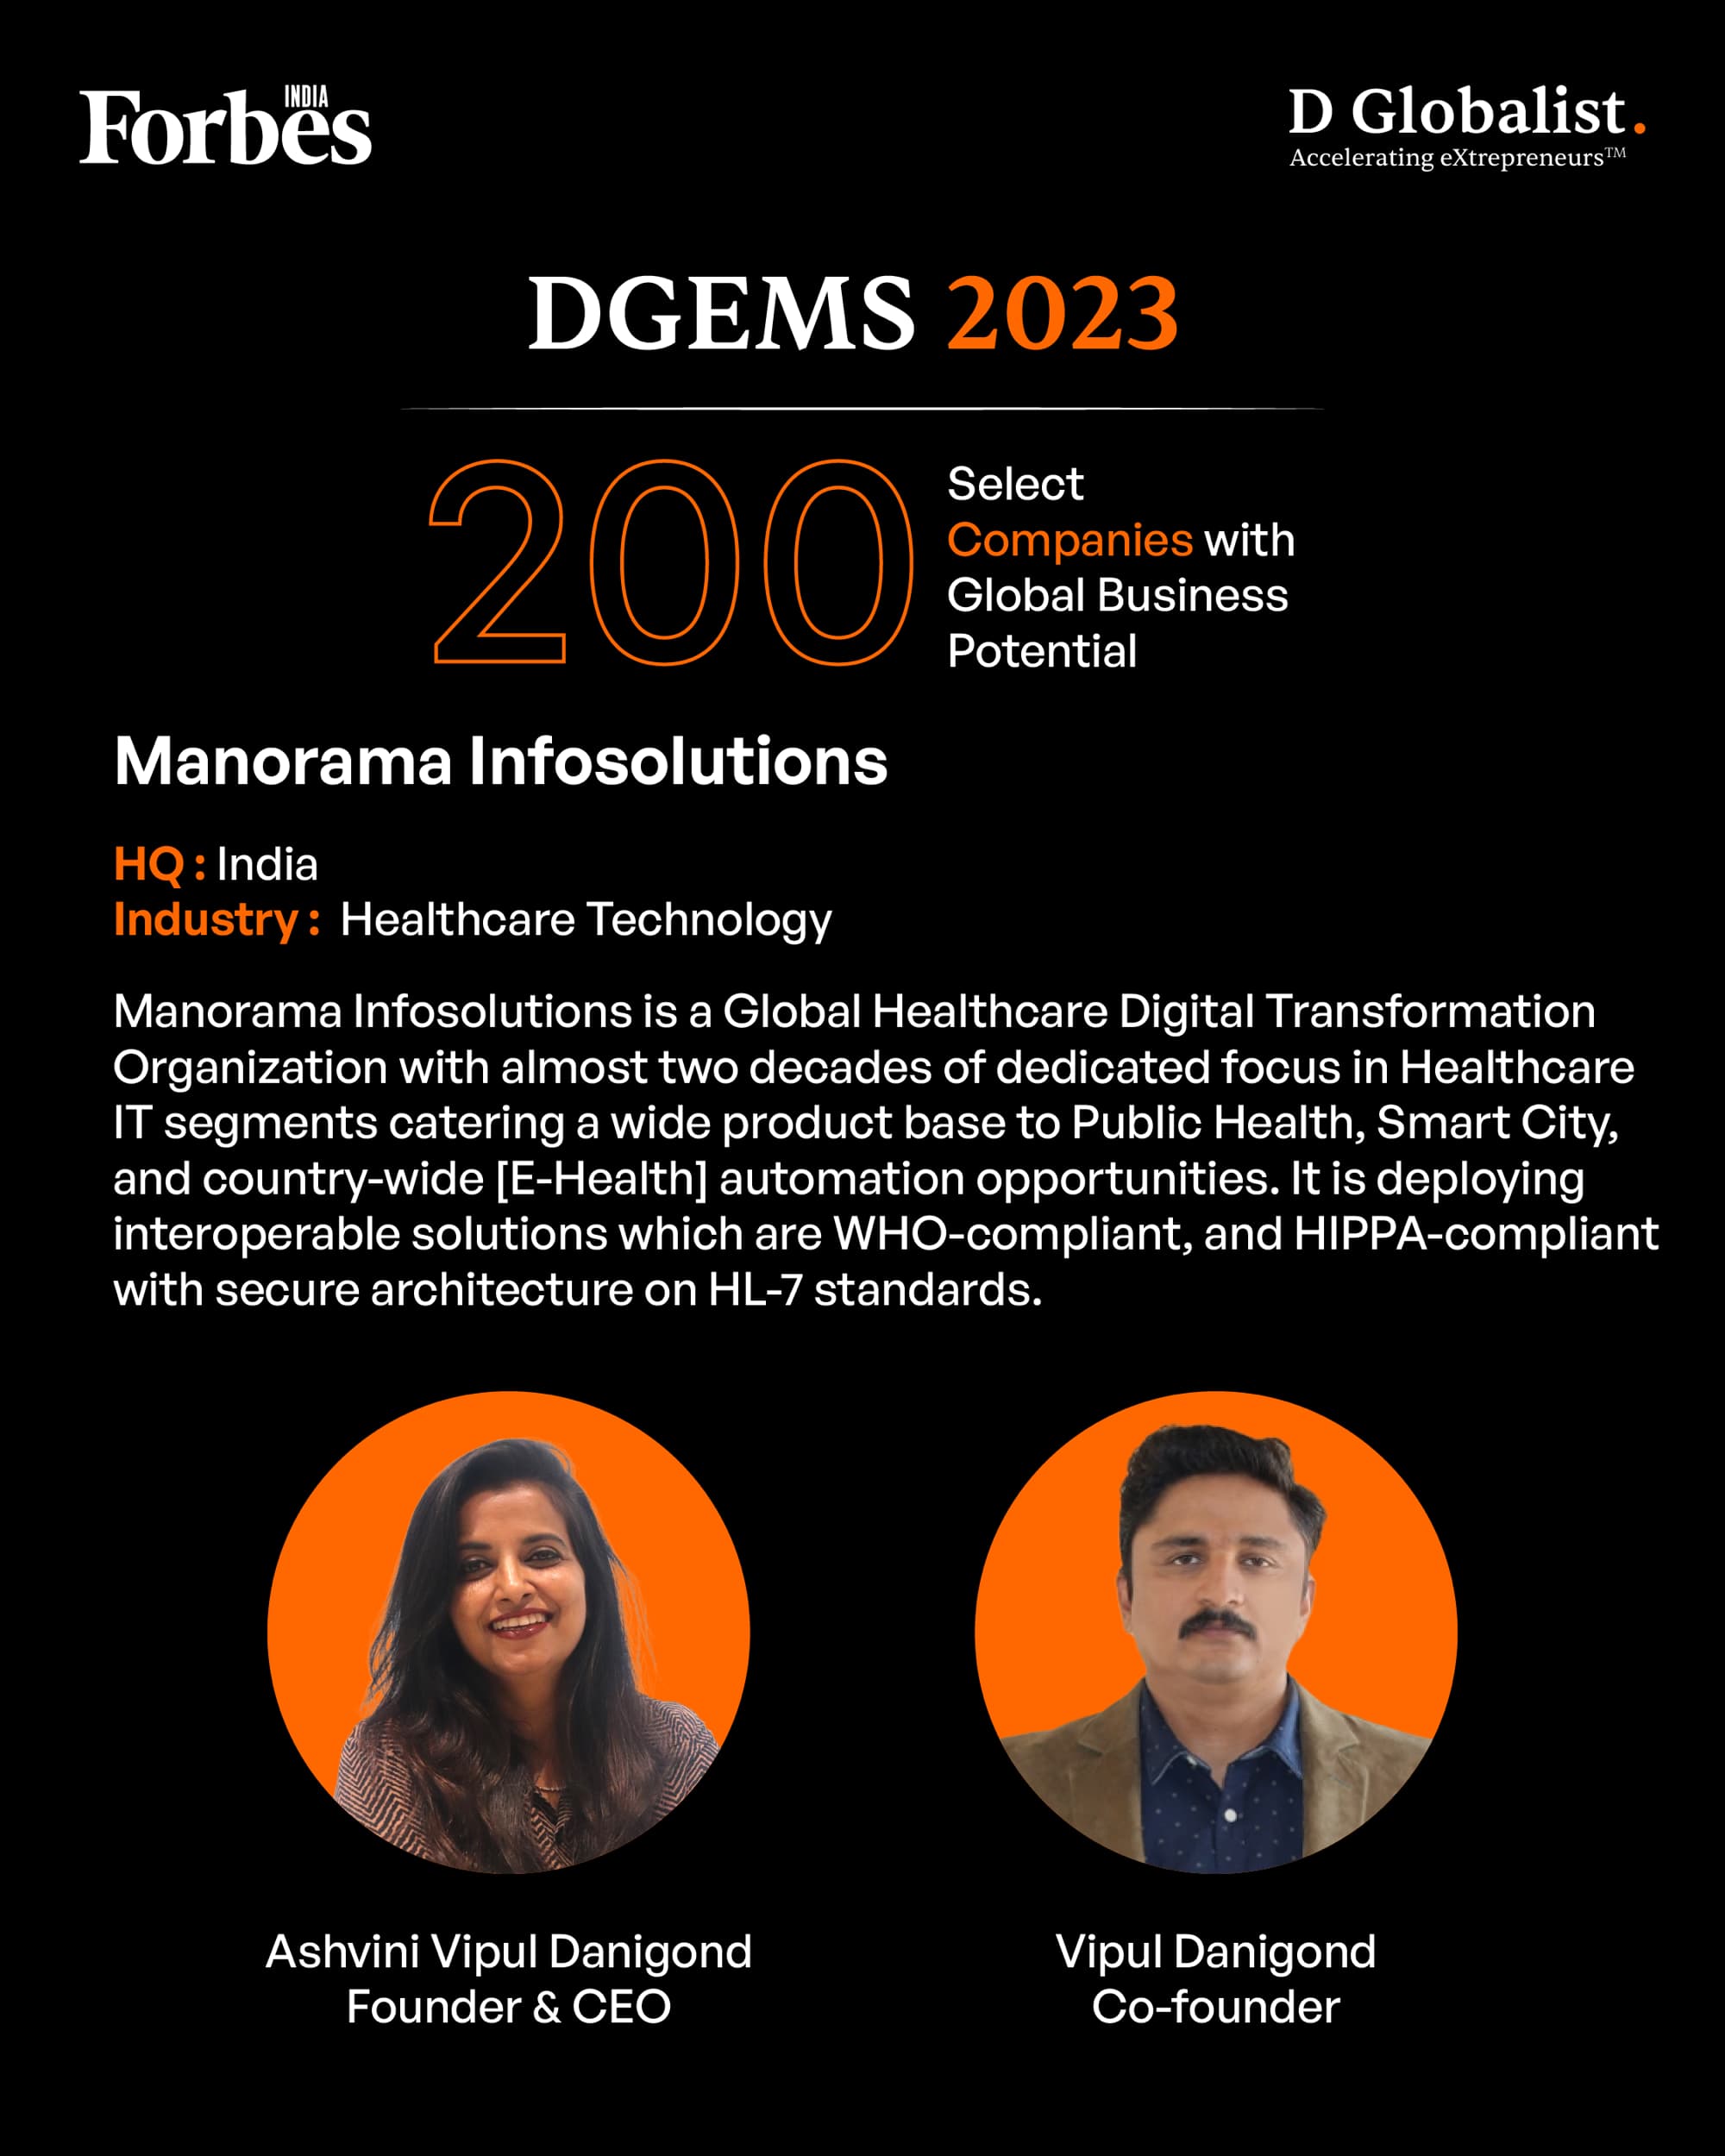 Forbes INDIA
D Globalist.
Accelerating eXtrepreneurs™
DGEMS 2023
200
Select
Companies with
Global Business
Potential
Manorama Infosolutions
HQ : India
Industry : Healthcare Technology
Manorama Infosolutions is a Global Healthcare Digital Transformation
Organization with almost two decades of dedicated focus in Healthcare
IT segments catering a wide product base to Public Health, Smart City,
and country-wide [E-Health] automation opportunities. It is deploying
interoperable solutions which are WHO-compliant, and HIPPA-compliant
with secure architecture on HL-7 standards.
Ashvini Vipul Danigond
Founder & CEO
Vipul Danigond
Co-founder